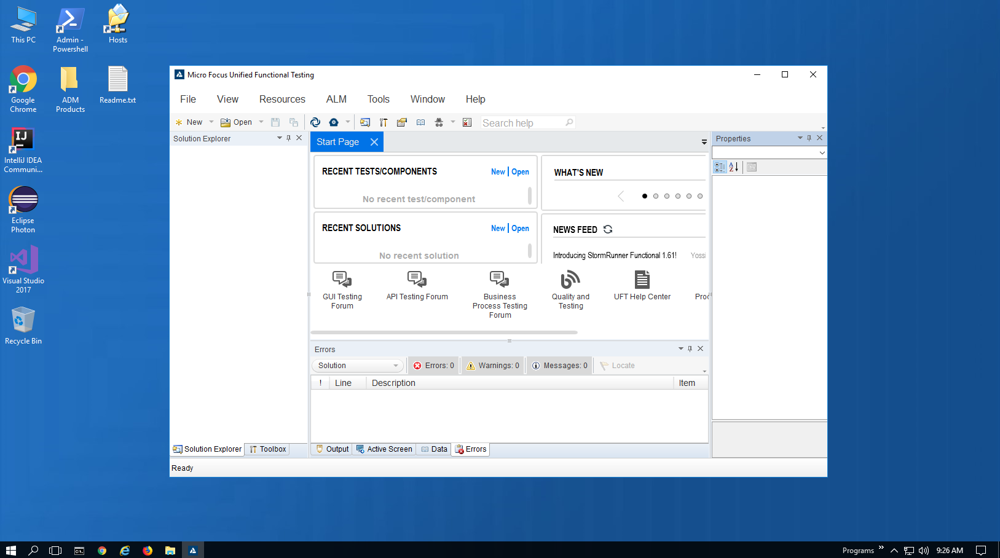 This PC
Admin -
Powershell
Hosts
Google
Chrome
ADM
Products
Readme.txt
IJ
IntelliJ IDEA
Communi...
Eclipse
Photon
Visual Studio
2017
Recycle Bin
Micro Focus Unified Functional Testing
File View Resources ALM Tools Window Help
New Open Search help
Solution Explorer
Start Page
Properties
RECENT TESTS/COMPONENTS New | Open
No recent test/component
WHAT'S NEW
RECENT SOLUTIONS New | Open
No recent solution
NEWS FEED
Introducing StormRunner Functional 1.61! Yossi
GUI Testing
Forum
API Testing Forum
Business
Process Testing
Forum
Quality and
Testing
UFT Help Center
Errors
Solution Errors: 0 Warnings: 0 Messages: 0 Locate
! Line Description Item
Solution Explorer Toolbox Output Active Screen Data Errors
Ready
Programs 9:26 AM